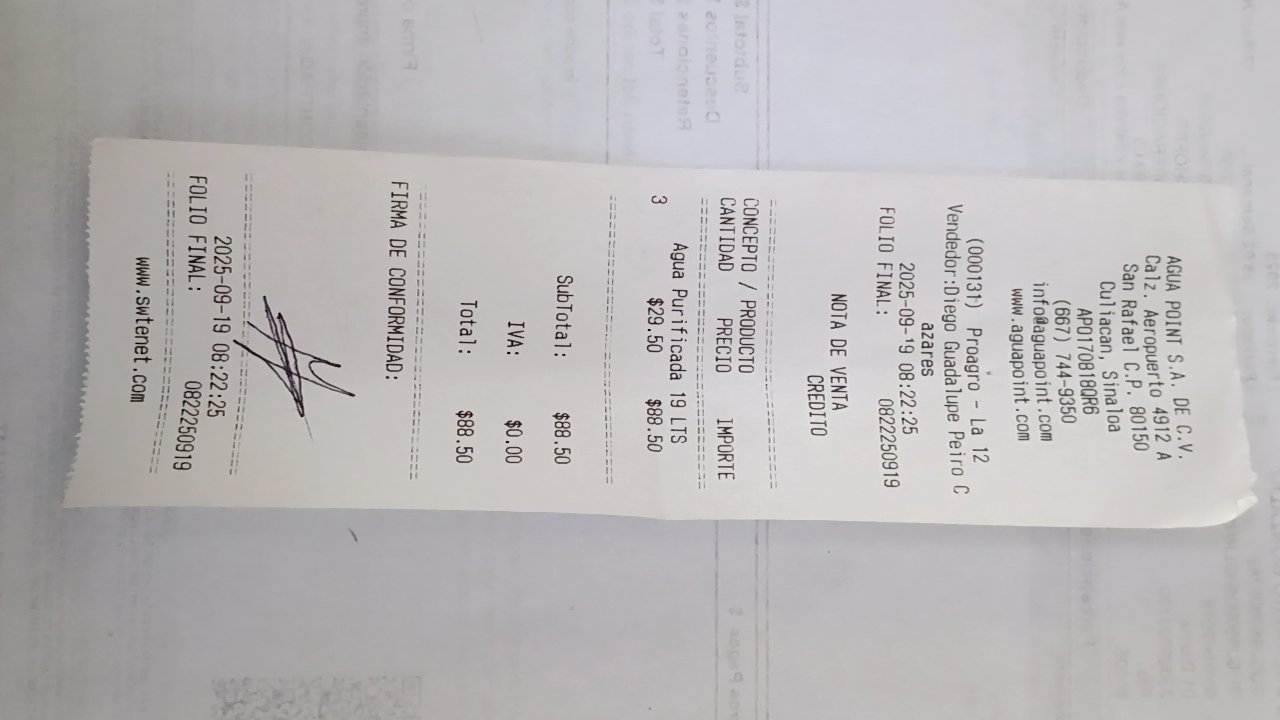 AGUA POINT S.A. DE C.V.
Calz. Aeropuerto 4912 A
San Rafael C.P. 80150
Culiacan, Sinaloa
APO170818QR6
(667) 744-9350
info@aguapoint.com
www.aguapoint.com
(000131) Proagro - La 12
Vendedor:Diego Guadalupe Peiro C
azares
2025-09-19 08:22:25
FOLIO FINAL: 0822250919
NOTA DE VENTA
CREDITO
CONCEPTO / PRODUCTO
CANTIDAD PRECIO IMPORTE
Agua Purificada 19 LTS
3 $29.50 $88.50
SubTotal: $88.50
IVA: $0.00
Total: $88.50
FIRMA DE CONFORMIDAD:
2025-09-19 08:22:25
FOLIO FINAL: 0822250919
www.swtenet.com